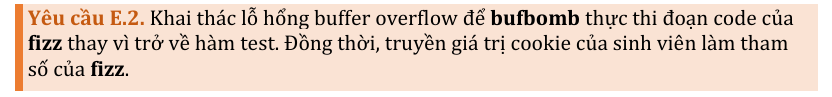 Yêu cầu E.2. Khai thác lỗ hổng buffer overflow để bufbomb thực thi đoạn code của
fizz thay vì trở về hàm test. Đồng thời, truyền giá trị cookie của sinh viên làm tham
số của fizz.